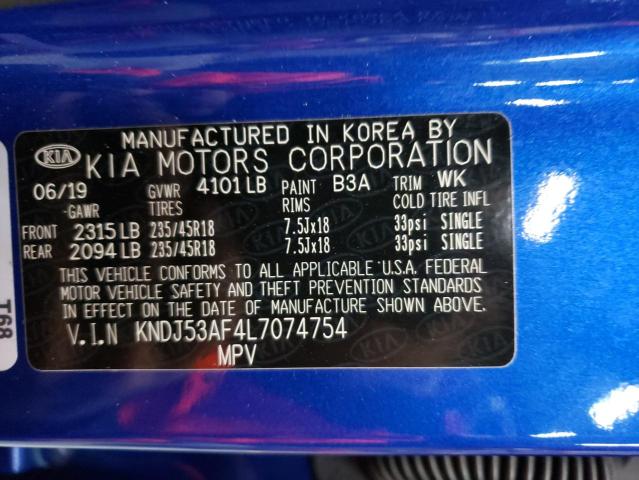 MANUFACTURED IN KOREA BY
KIA KIA MOTORS CORPORATION
06/19 GVWR 4101 LB PAINT B3A TRIM WK
GAWR TIRES RIMS COLD TIRE INFL
FRONT 2315 LB 235/45R18 7.5Jx18 33psi SINGLE
REAR 2094 LB 235/45R18 7.5Jx18 33psi SINGLE
THIS VEHICLE CONFORMS TO ALL APPLICABLE U.S.A. FEDERAL
MOTOR VEHICLE SAFETY AND THEFT PREVENTION STANDARDS
IN EFFECT ON THE DATE OF MANUFACTURE SHOWN ABOVE.
V.I.N KNDJ53AF4L7074754
MPV
T68